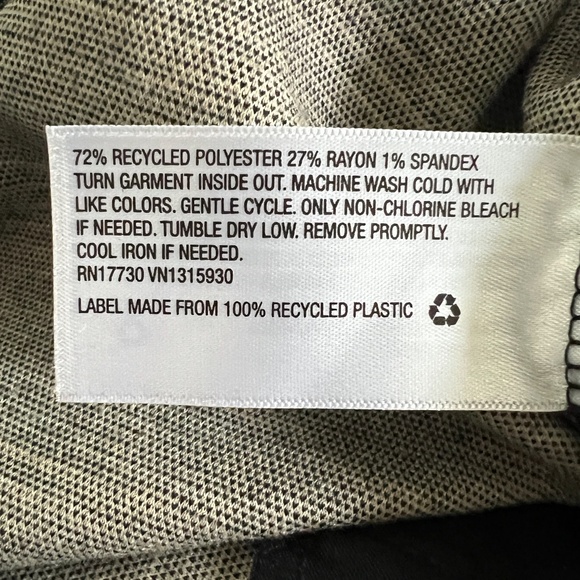 72% RECYCLED POLYESTER 27% RAYON 1% SPANDEX
TURN GARMENT INSIDE OUT. MACHINE WASH COLD WITH
LIKE COLORS. GENTLE CYCLE. ONLY NON-CHLORINE BLEACH
IF NEEDED. TUMBLE DRY LOW. REMOVE PROMPTLY.
COOL IRON IF NEEDED.
RN17730 VN1315930
LABEL MADE FROM 100% RECYCLED PLASTIC